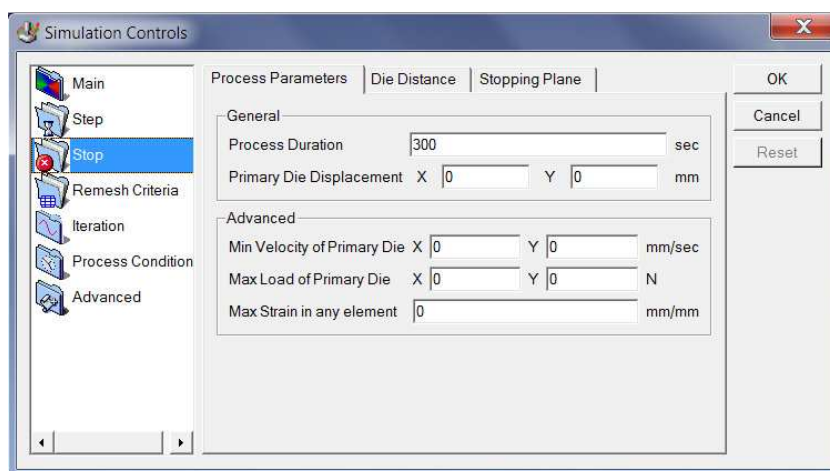 Simulation Controls
Main
Step
Stop
Remesh Criteria
Iteration
Process Condition
Advanced
Process Parameters Die Distance Stopping Plane
General
Process Duration 300 sec
Primary Die Displacement X 0 Y 0 mm
Advanced
Min Velocity of Primary Die X 0 Y 0 mm/sec
Max Load of Primary Die X 0 Y 0 N
Max Strain in any element 0 mm/mm
OK
Cancel
Reset